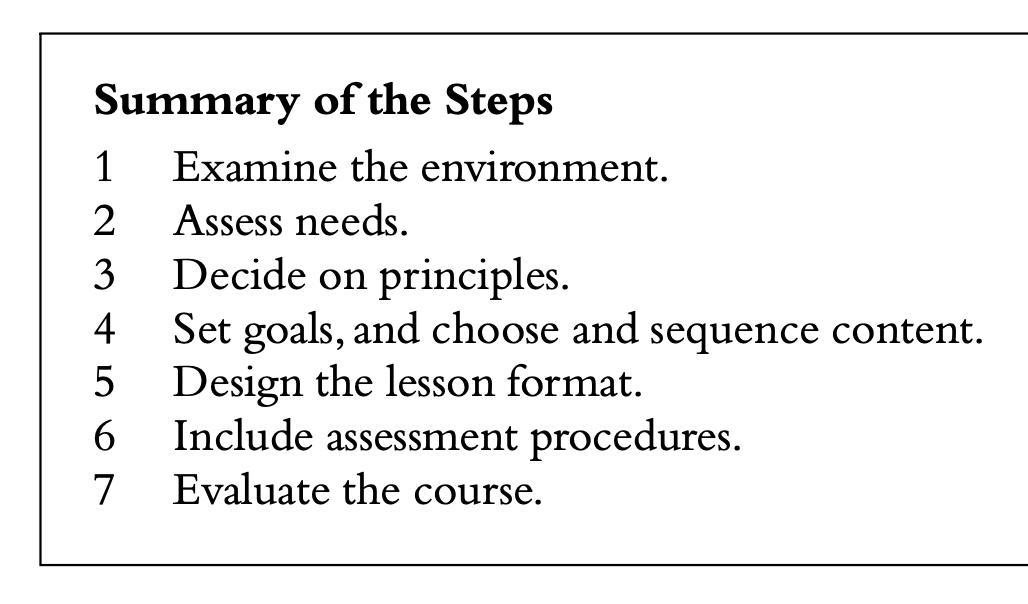 Summary of the Steps
1 Examine the environment.
2 Assess needs.
3 Decide on principles.
4 Set goals, and choose and sequence content.
5 Design the lesson format.
6 Include assessment procedures.
7 Evaluate the course.